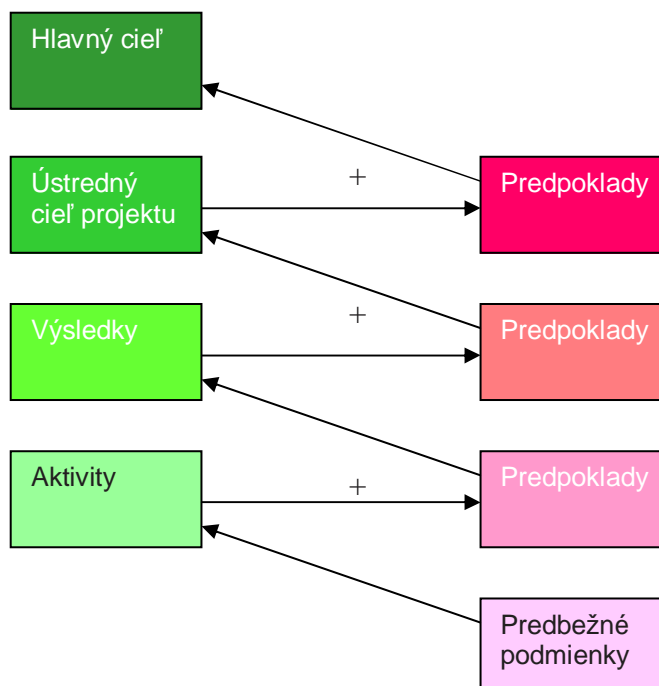 Hlavný cieľ
Ústredný
cieľ projektu
+
Predpoklady
Výsledky
+
Predpoklady
Aktivity
+
Predpoklady
Predbežné
podmienky